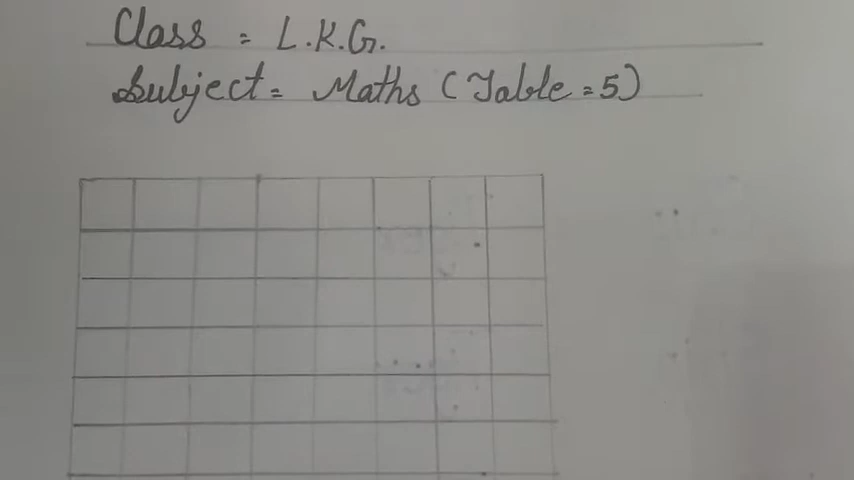 Class = L.K.G.
Subject = Maths (Table = 5)